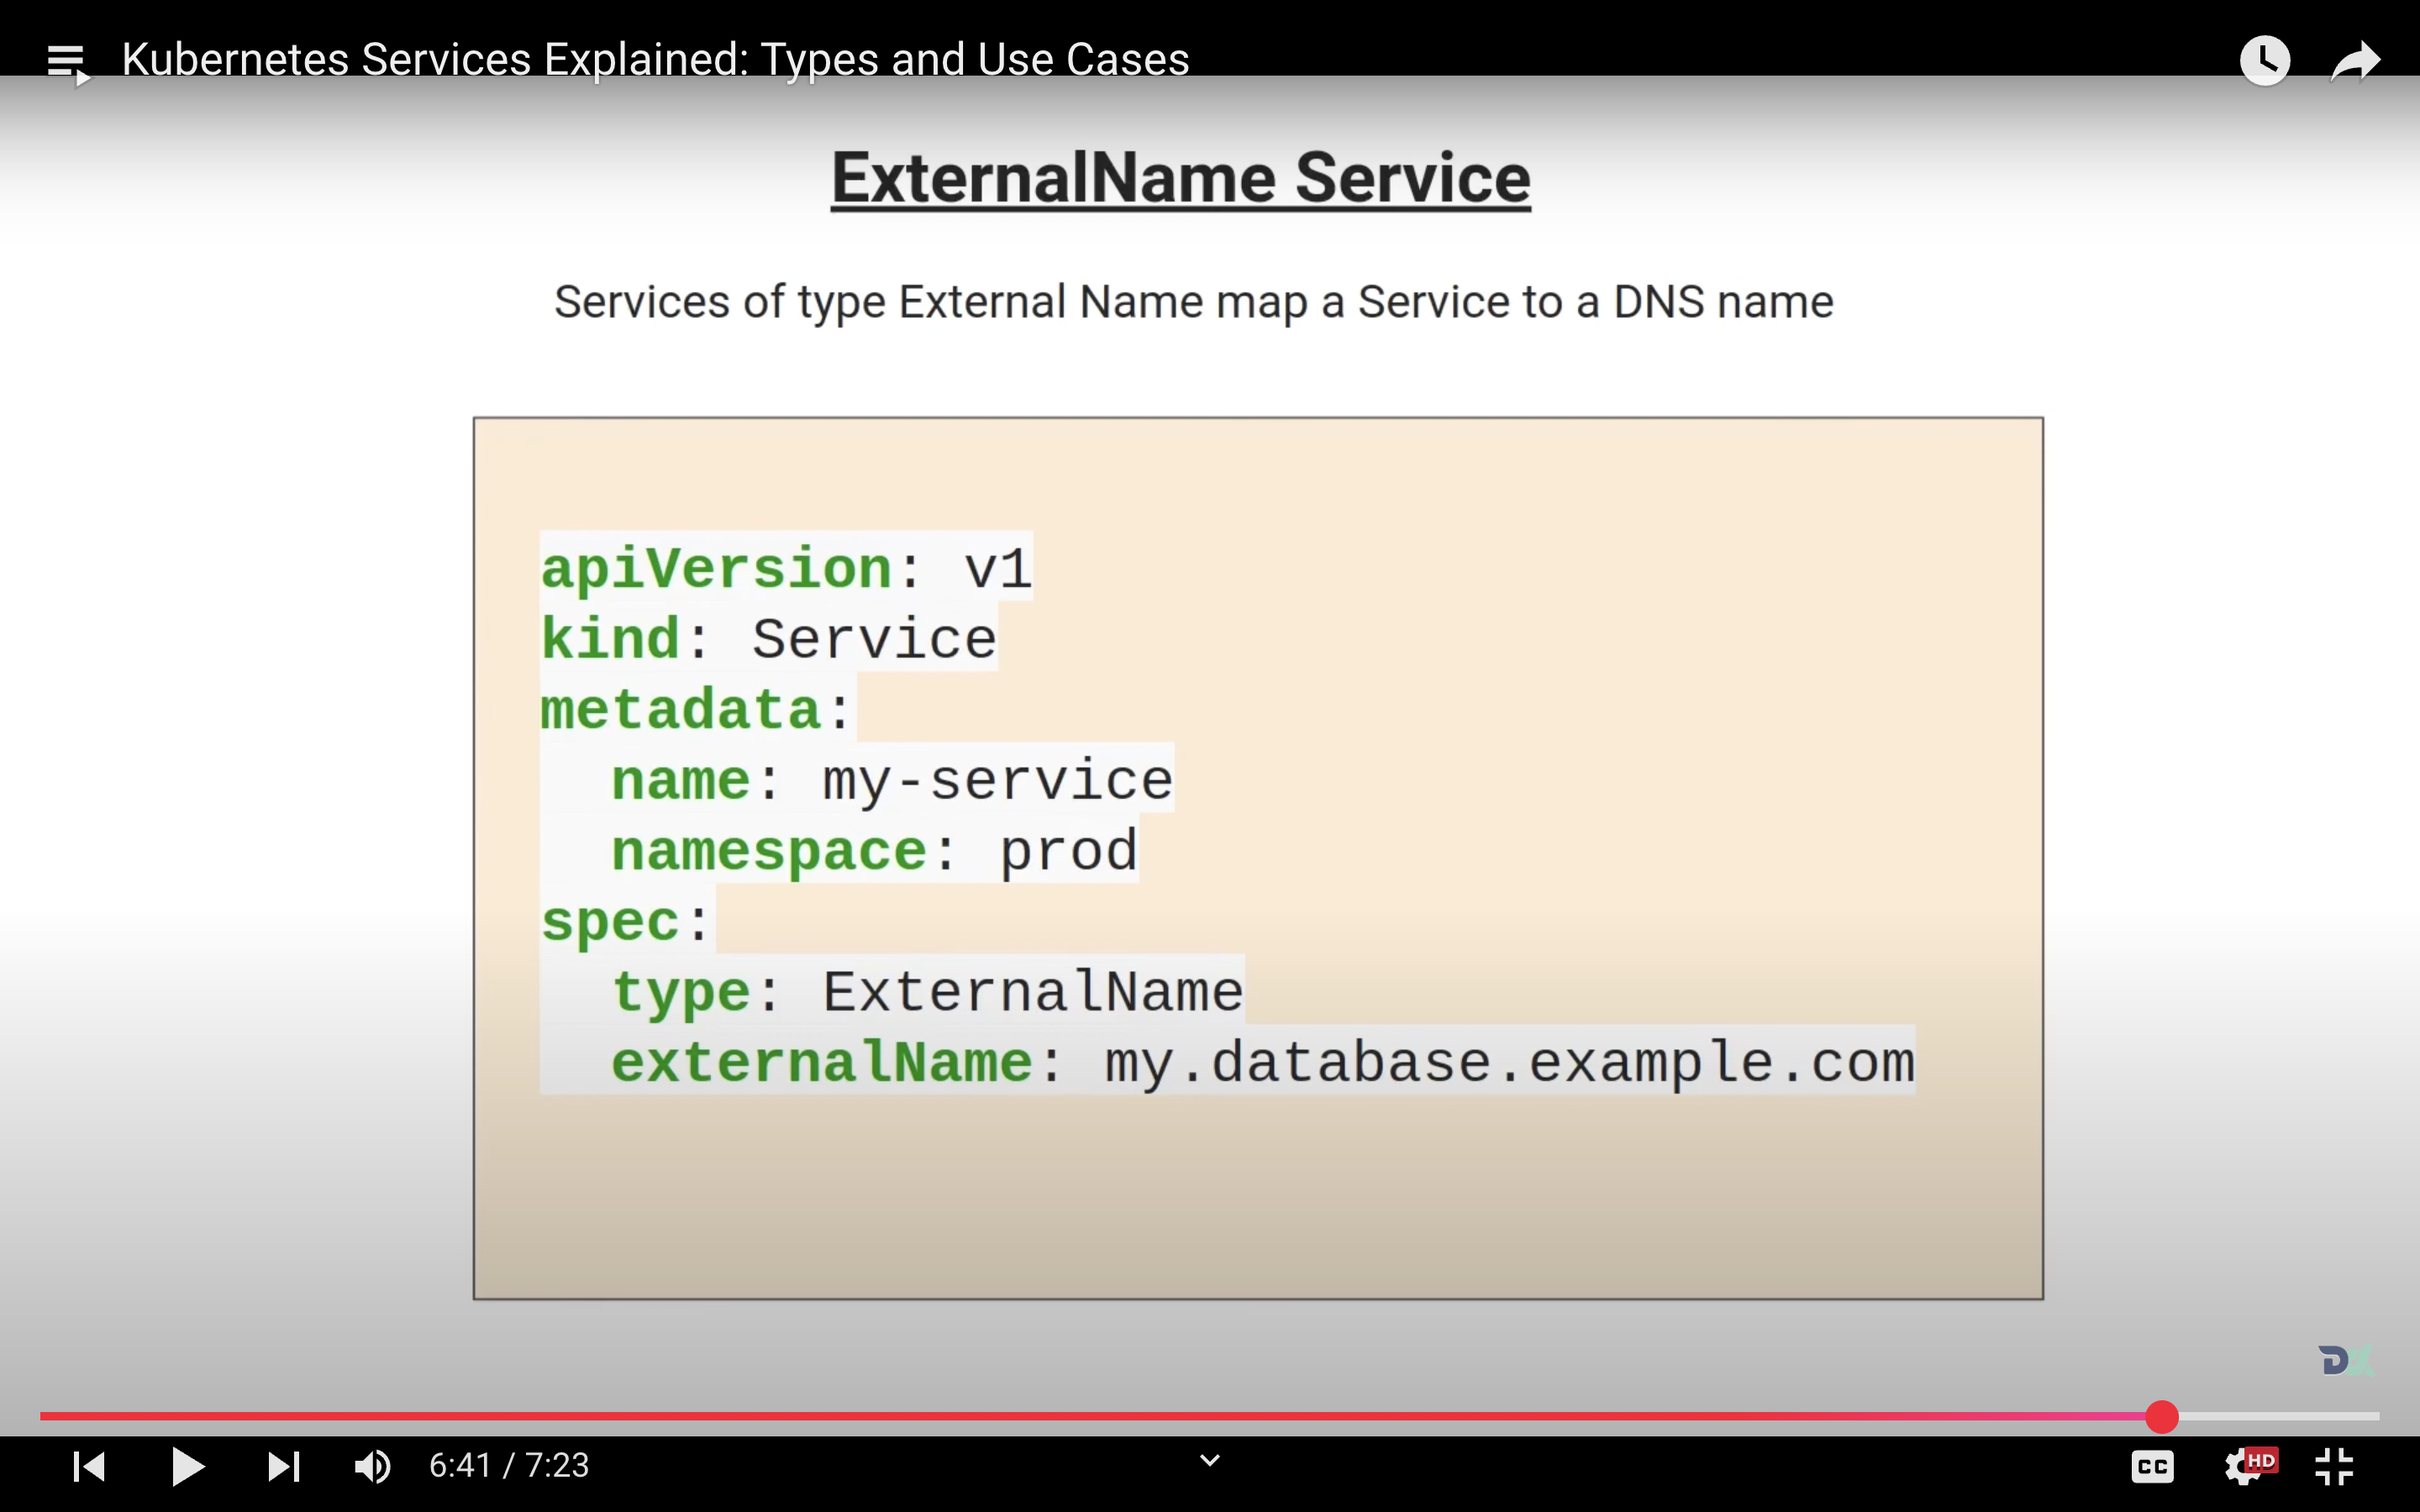 Kubernetes Services Explained: Types and Use Cases
ExternalName Service
Services of type External Name map a Service to a DNS name
apiVersion: v1
kind: Service
metadata:
  name: my-service
  namespace: prod
spec:
  type: ExternalName
  externalName: my.database.example.com
DX
6:41 / 7:23
CC
HD